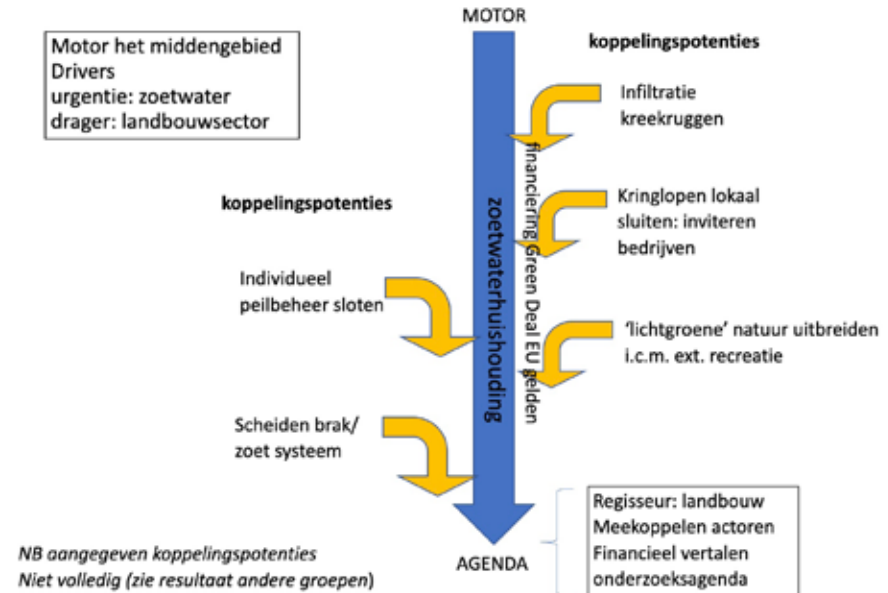 MOTOR
Motor het middengebied
Drivers
urgentie: zoetwater
drager: landbouwsector
koppelingspotenties
Infiltratie
kreekruggen
Kringlopen lokaal
sluiten: inviteren
bedrijven
'lichtgroene' natuur uitbreiden
i.c.m. ext. recreatie
koppelingspotenties
Individueel
peilbeheer sloten
Scheiden brak/
zoet systeem
zoetwaterhuishouding
financiering Green Deal EU gelden
AGENDA
Regisseur: landbouw
Meekoppelen actoren
Financieel vertalen
onderzoeksagenda
NB aangegeven koppelingspotenties
Niet volledig (zie resultaat andere groepen)